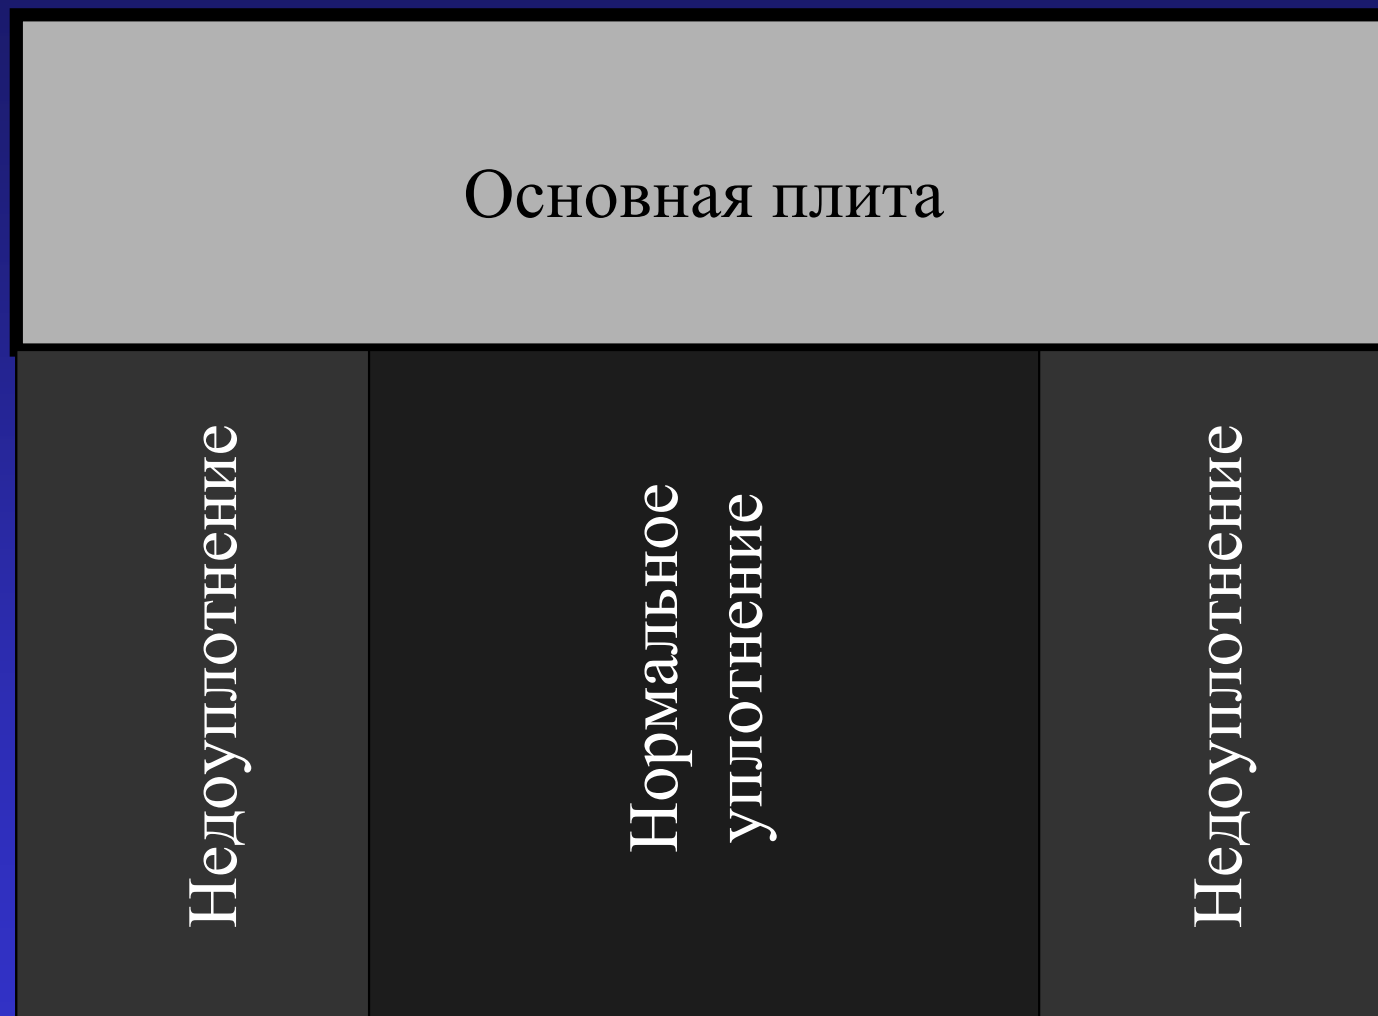 Основная плита
Недоуплотнение
Нормальное
уплотнение
Недоуплотнение